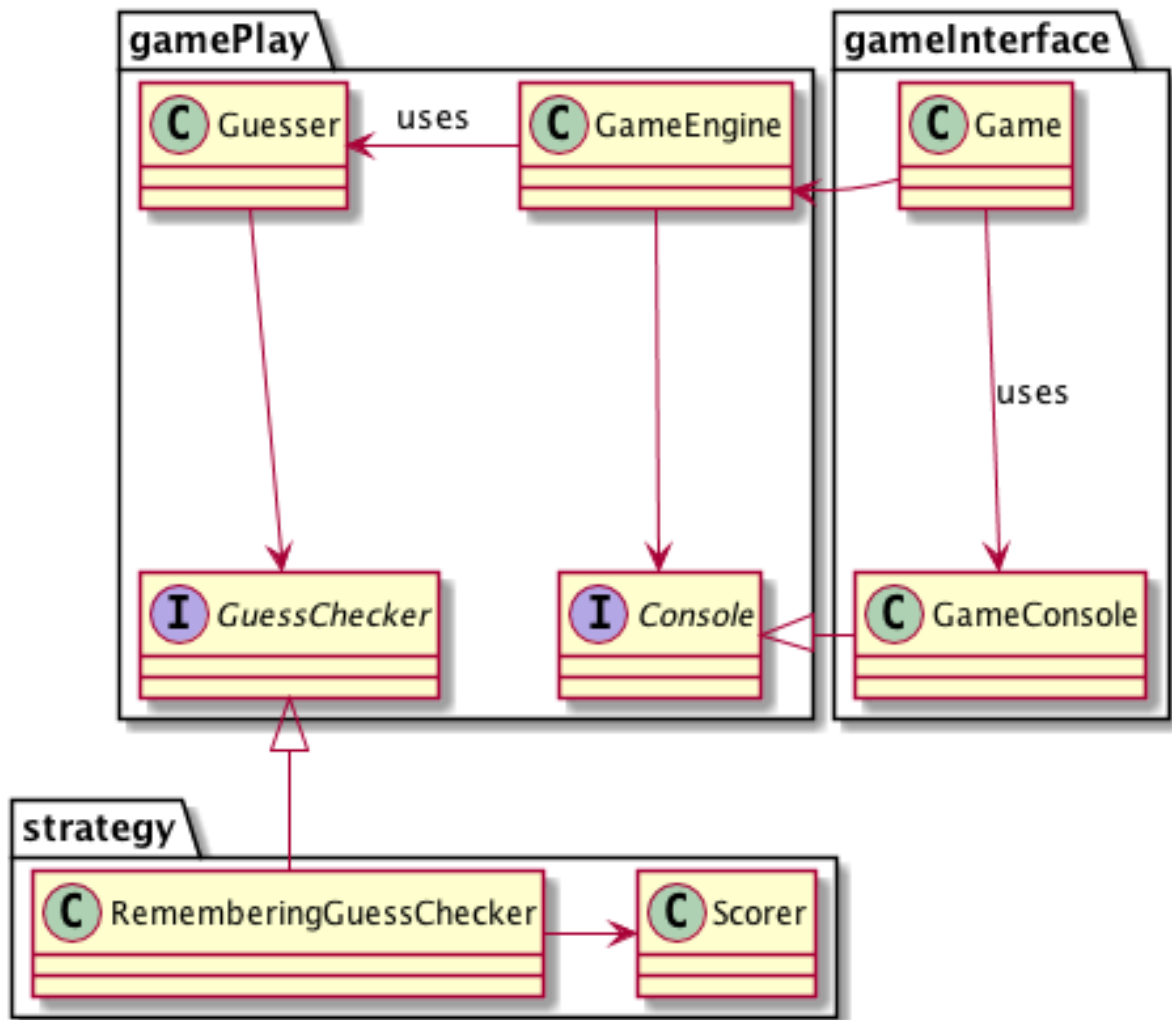 gamePlay
gameInterface
C Guesser
uses
C GameEngine
C Game
uses
I GuessChecker
I Console
C GameConsole
strategy
C RememberingGuessChecker
C Scorer